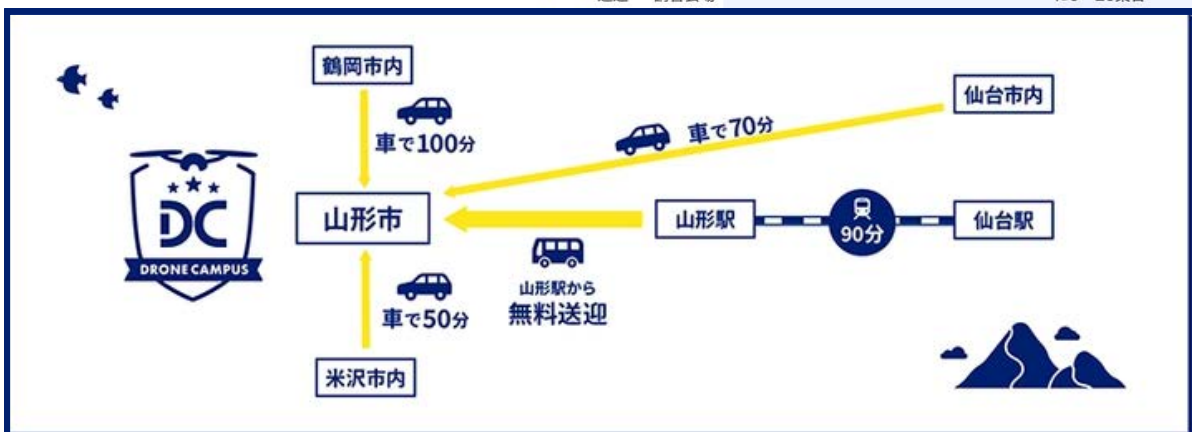 鶴岡市内
車で100分
仙台市内
車で70分
DC
DRONE CAMPUS
山形市
山形駅
90分
仙台駅
山形駅から
無料送迎
車で50分
米沢市内